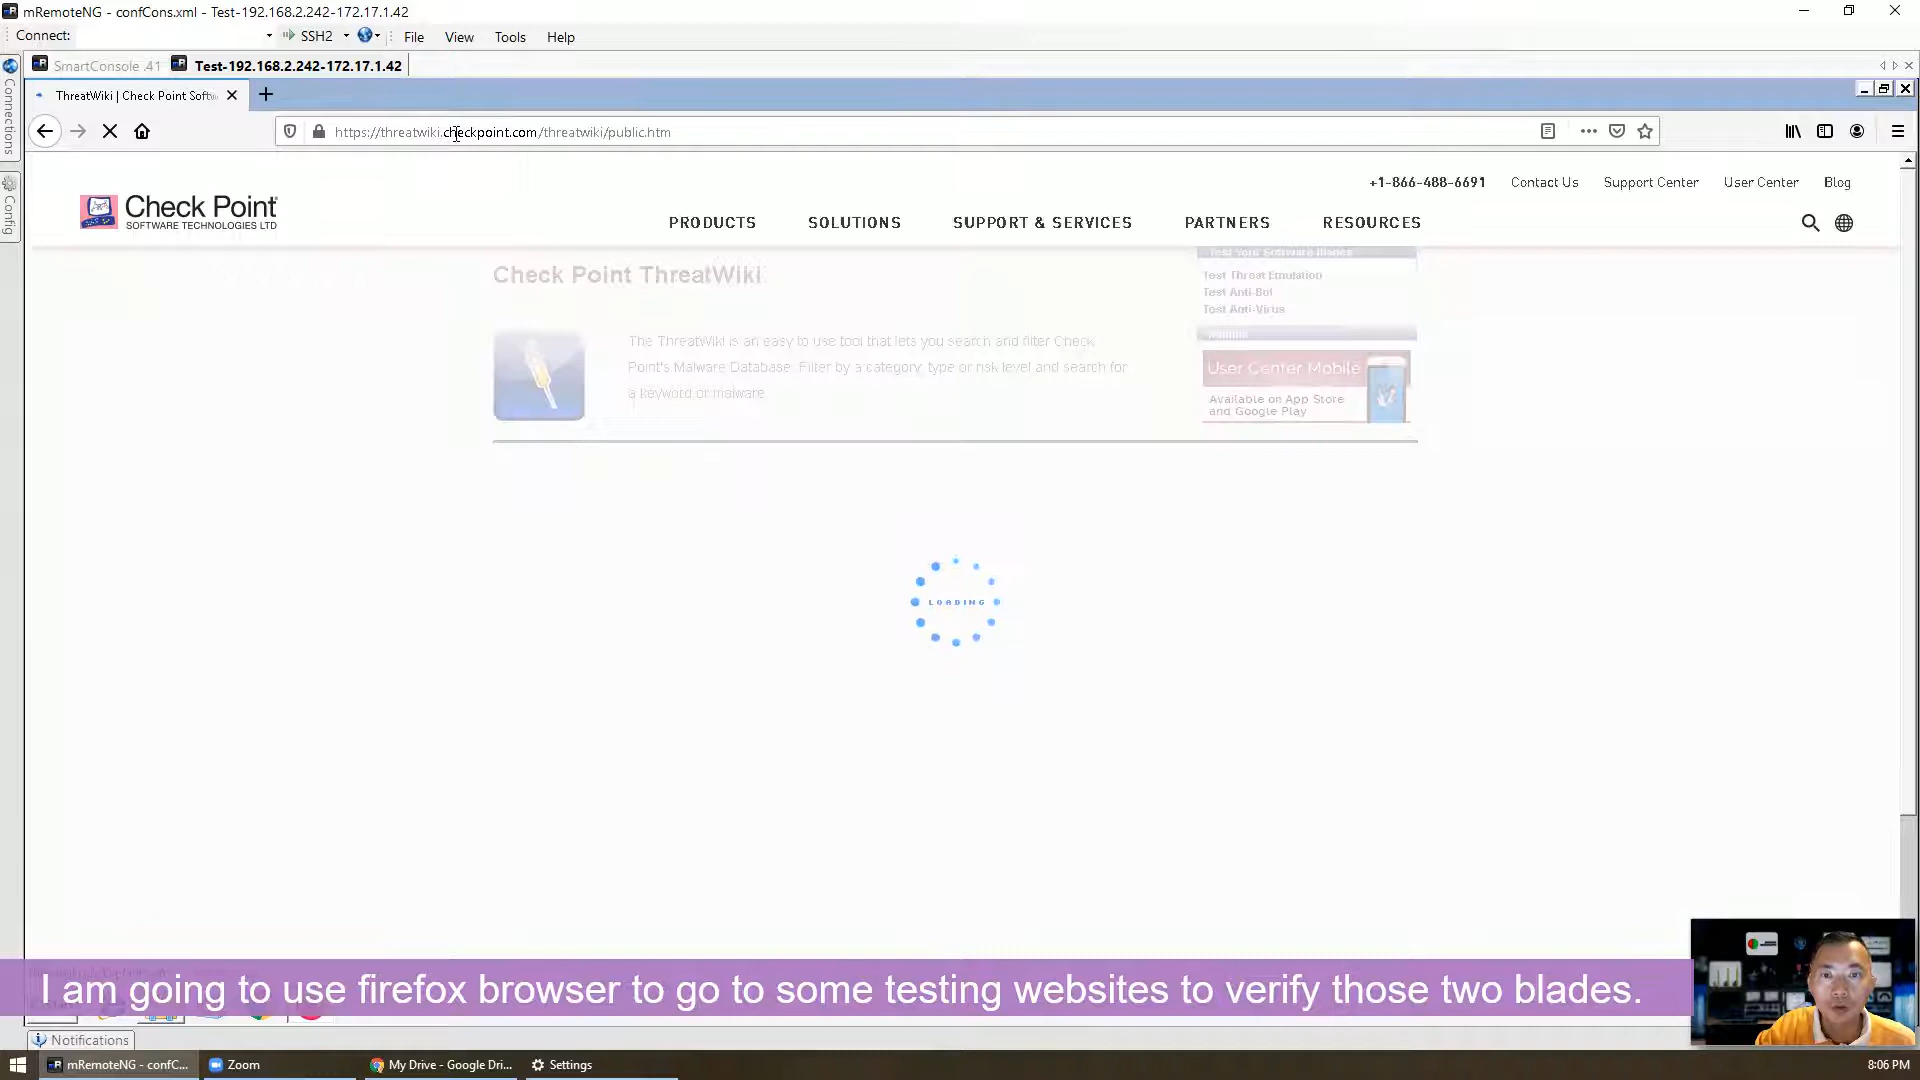 mRemoteNG - confCons.xml - Test-192.168.2.242-172.17.1.42
Connect:
SSH2
File
View
Tools
Help
SmartConsole .41
Test-192.168.2.242-172.17.1.42
Connections
Config
ThreatWiki | Check Point Softw
https://threatwiki.checkpoint.com/threatwiki/public.htm
+1-866-488-6691
Contact Us
Support Center
User Center
Blog
Check Point
SOFTWARE TECHNOLOGIES LTD
PRODUCTS
SOLUTIONS
SUPPORT & SERVICES
PARTNERS
RESOURCES
Check Point ThreatWiki
The ThreatWiki is an easy to use tool that lets you search and filter Check
Point's Malware Database. Filter by a category, type or risk level and search for
a keyword or malware.
Test Your Software Blades
Test Threat Emulation
Test Anti-Bot
Test Anti-Virus
User Center Mobile
Available on App Store
and Google Play
LOADING
I am going to use firefox browser to go to some testing websites to verify those two blades.
Notifications
mRemoteNG - confC...
Zoom
My Drive - Google Dri...
Settings
8:06 PM